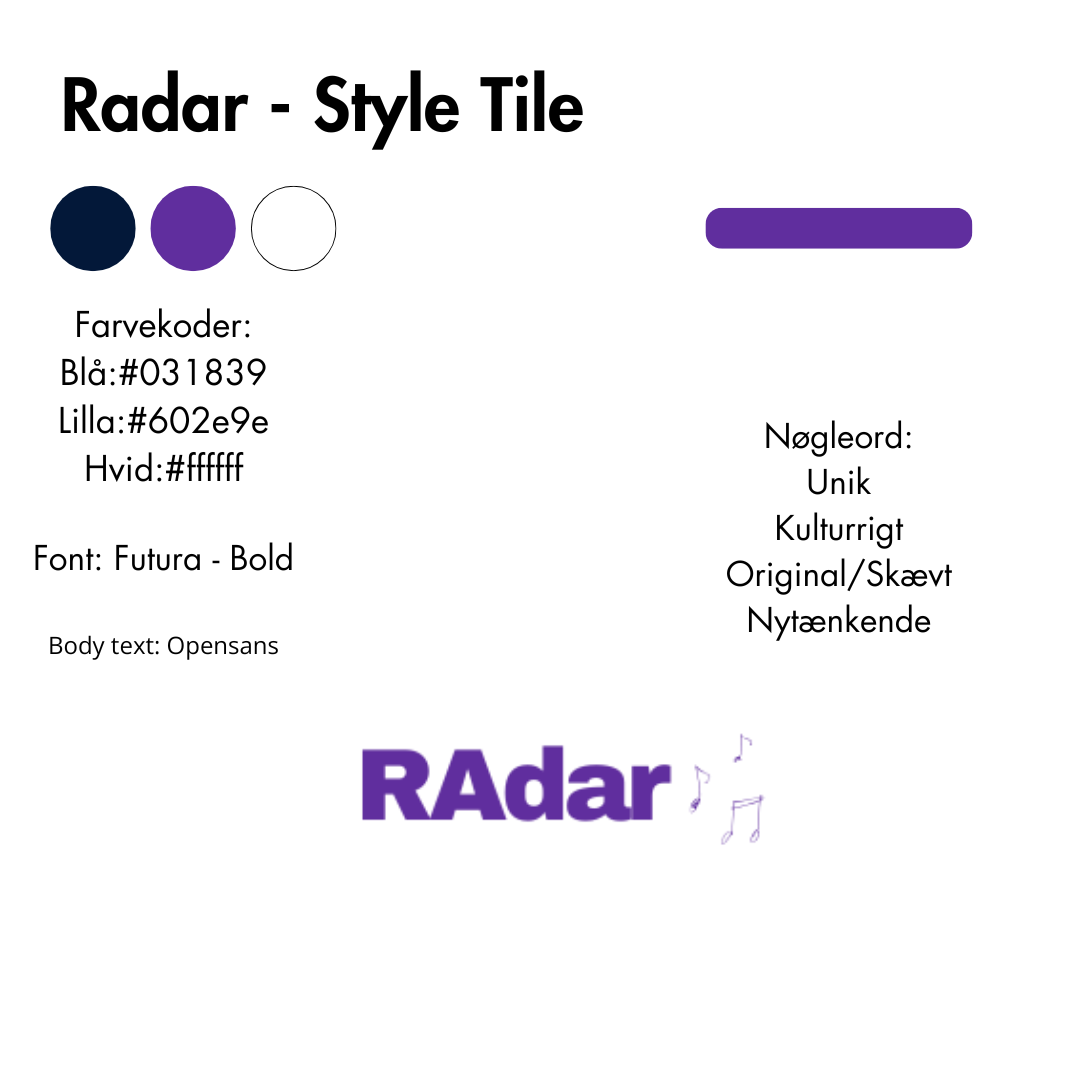 Radar - Style Tile
Farvekoder:
Blå:#031839
Lilla:#602e9e
Hvid:#ffffff
Font: Futura - Bold
Body text: Opensans
Nøgleord:
Unik
Kulturrigt
Original/Skævt
Nytænkende
RAdar